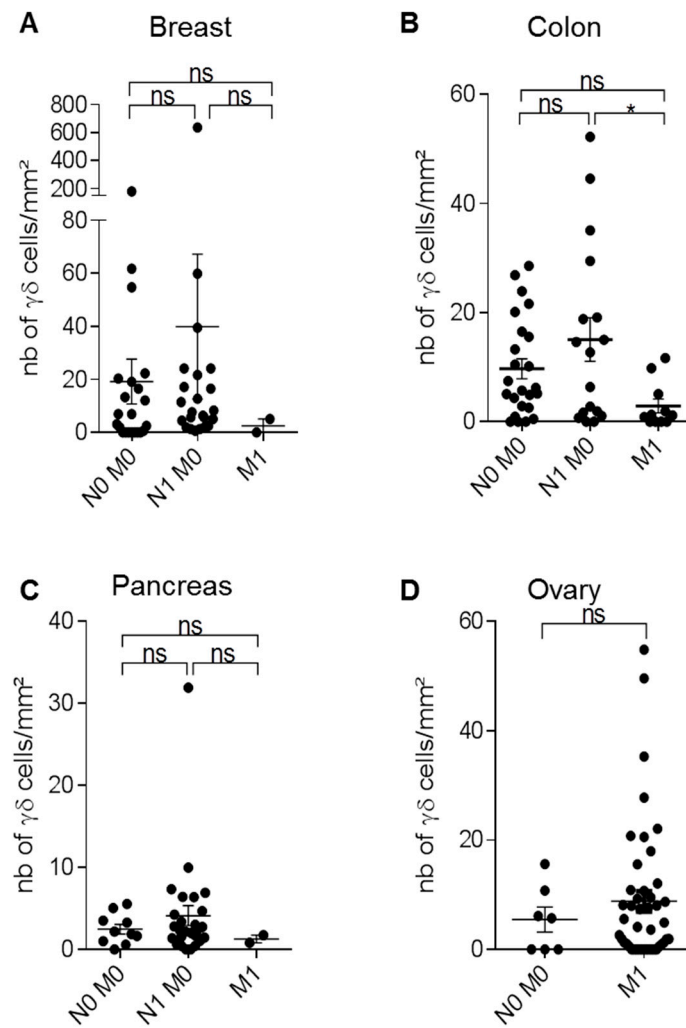 A Breast
ns
ns ns
nb of γδ cells/mm²
800
600
400
200
80
60
40
20
0
N0 M0 N1 M0 M1
B Colon
ns
ns *
nb of γδ cells/mm²
60
40
20
0
N0 M0 N1 M0 M1
C Pancreas
ns
ns ns
nb of γδ cells/mm²
40
30
20
10
0
N0 M0 N1 M0 M1
D Ovary
ns
nb of γδ cells/mm²
60
40
20
0
N0 M0 M1